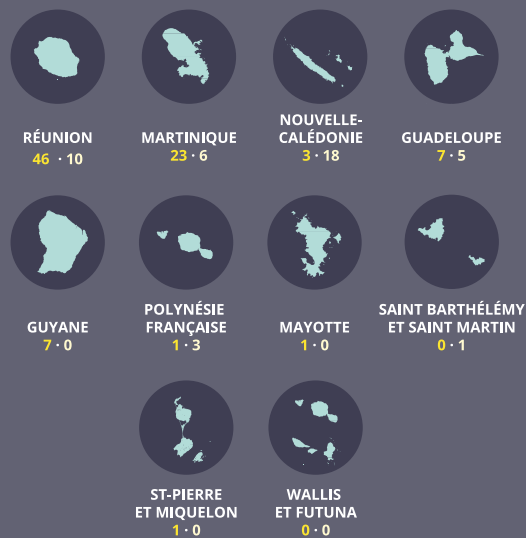 RÉUNION
46 · 10
MARTINIQUE
23 · 6
NOUVELLE-
CALÉDONIE
3 · 18
GUADELOUPE
7 · 5
GUYANE
7 · 0
POLYNÉSIE
FRANÇAISE
1 · 3
MAYOTTE
1 · 0
SAINT BARTHÉLÉMY
ET SAINT MARTIN
0 · 1
ST-PIERRE
ET MIQUELON
1 · 0
WALLIS
ET FUTUNA
0 · 0